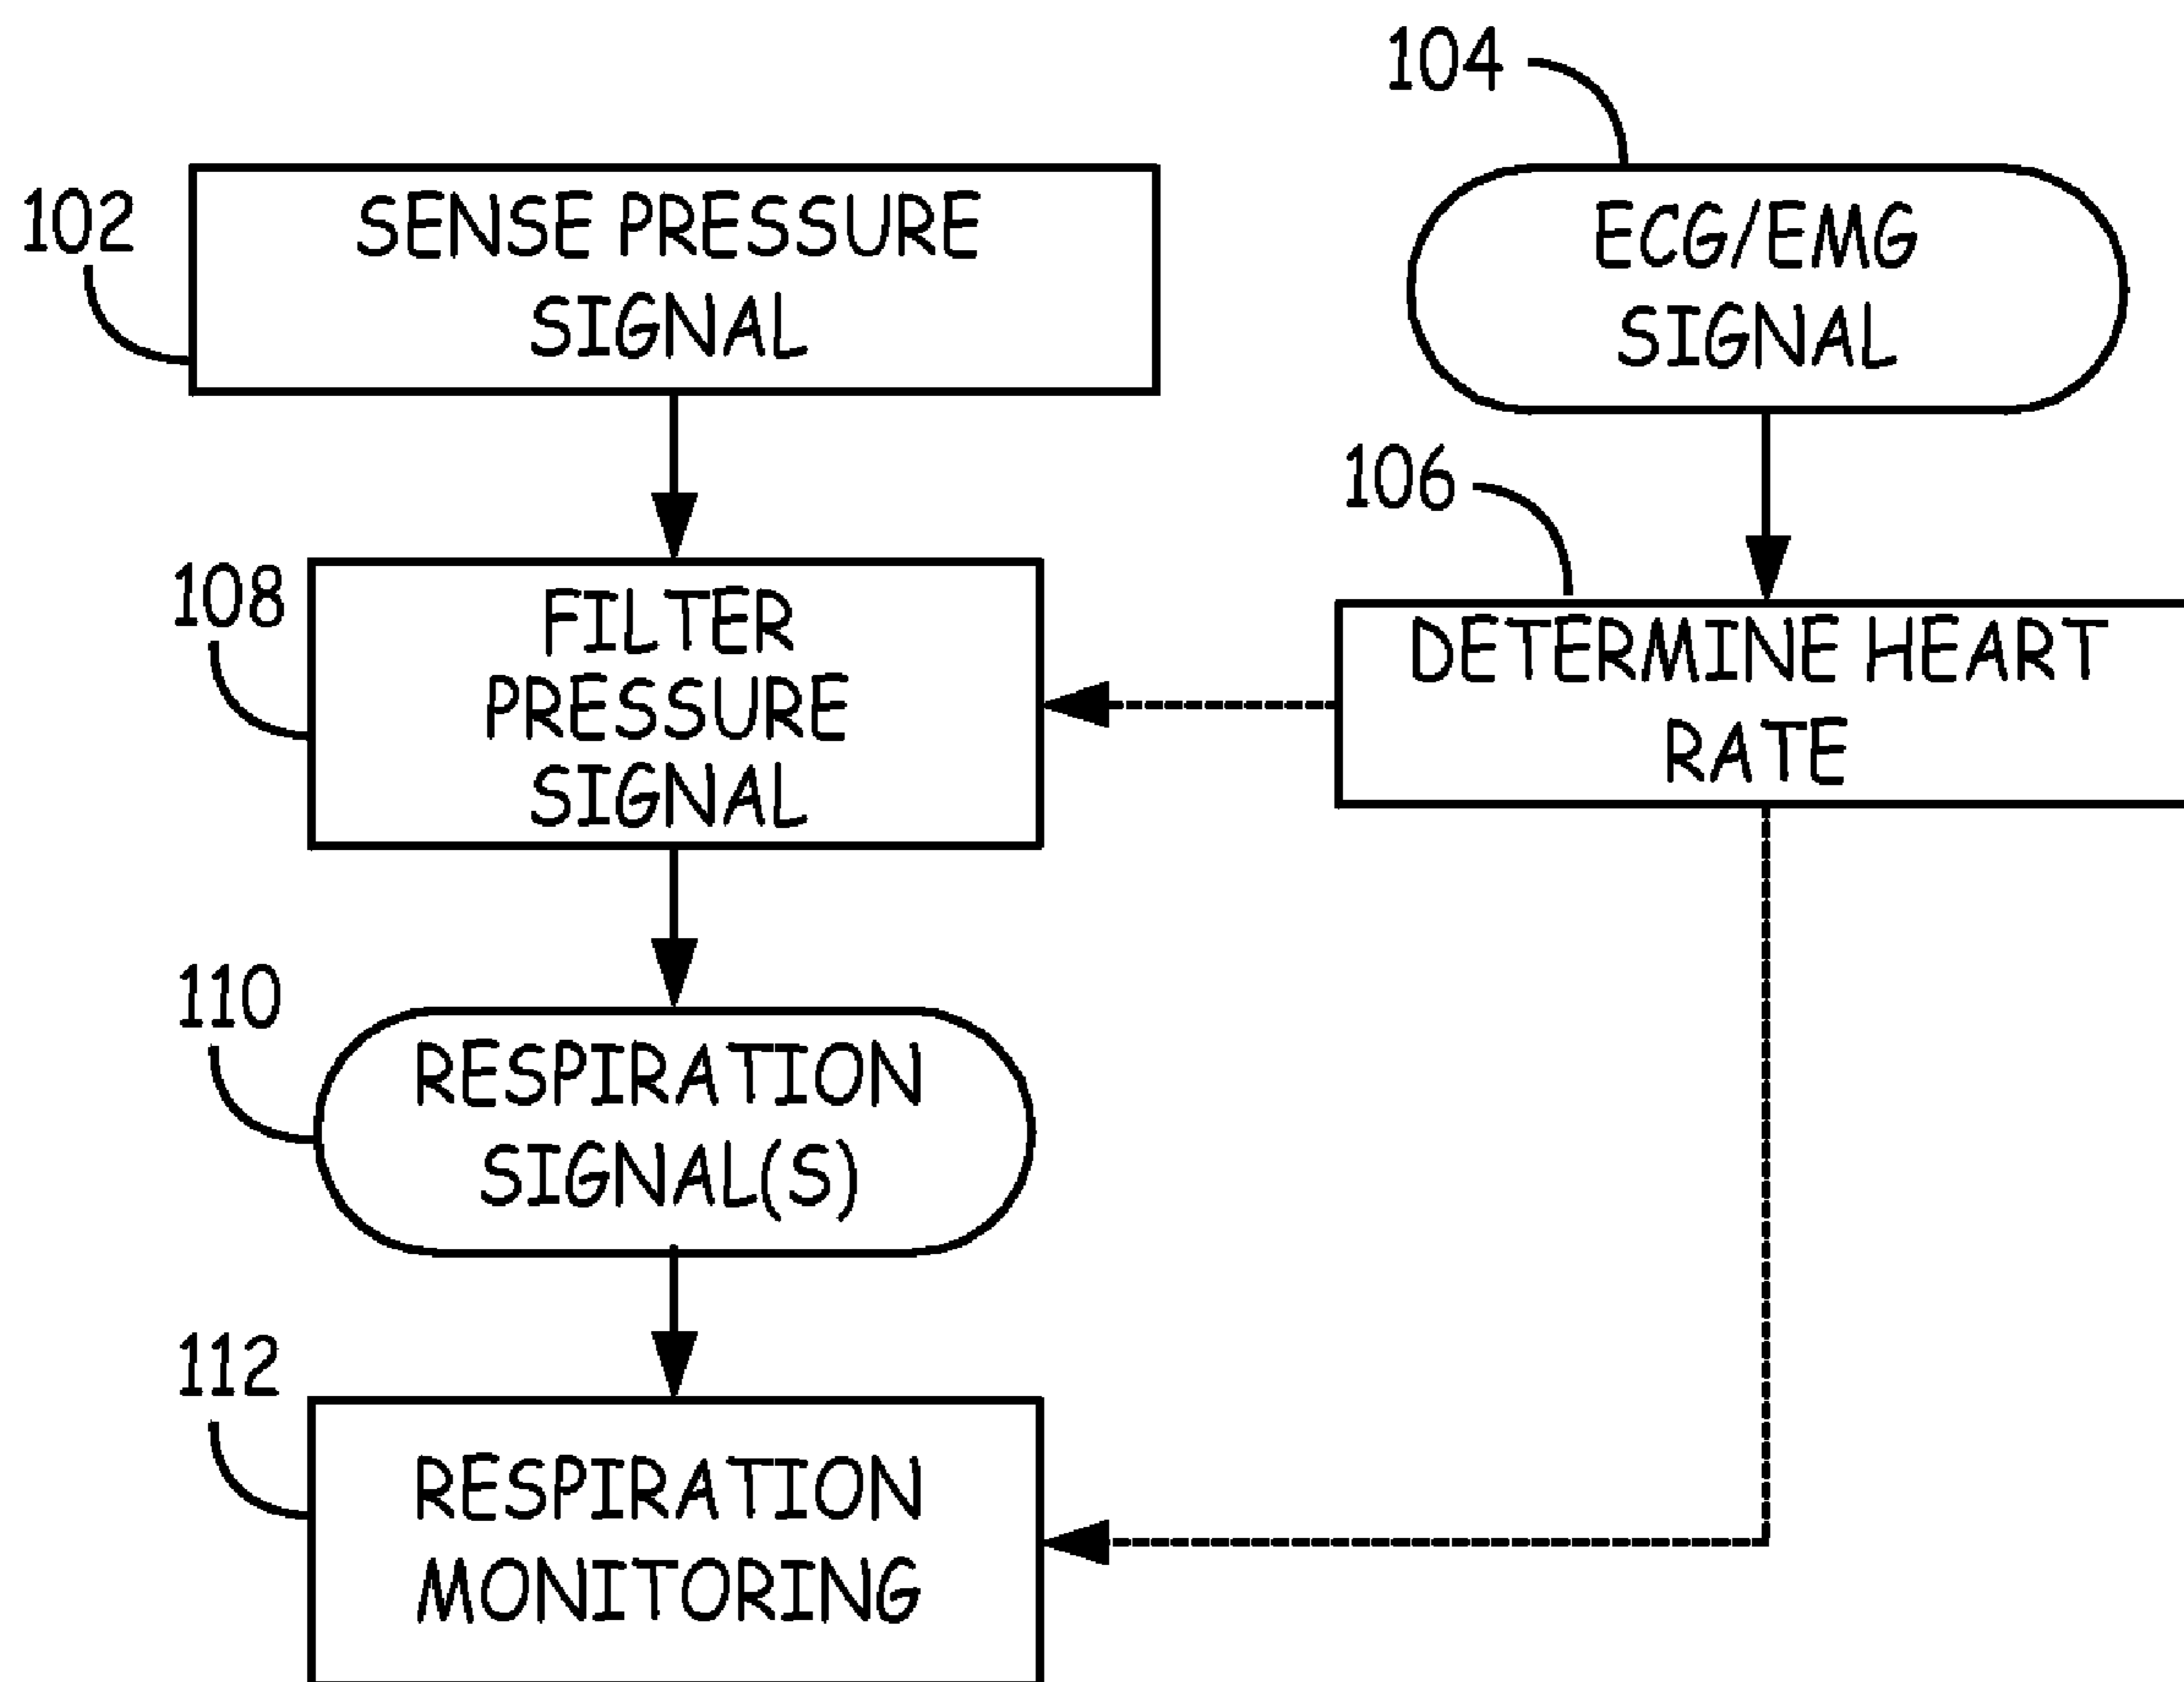 104
102
SENSE PRESSURE
SIGNAL
ECG/EMG
SIGNAL
106
108
FILTER
PRESSURE
SIGNAL
DETERMINE HEART
RATE
110
RESPIRATION
SIGNAL(S)
112
RESPIRATION
MONITORING